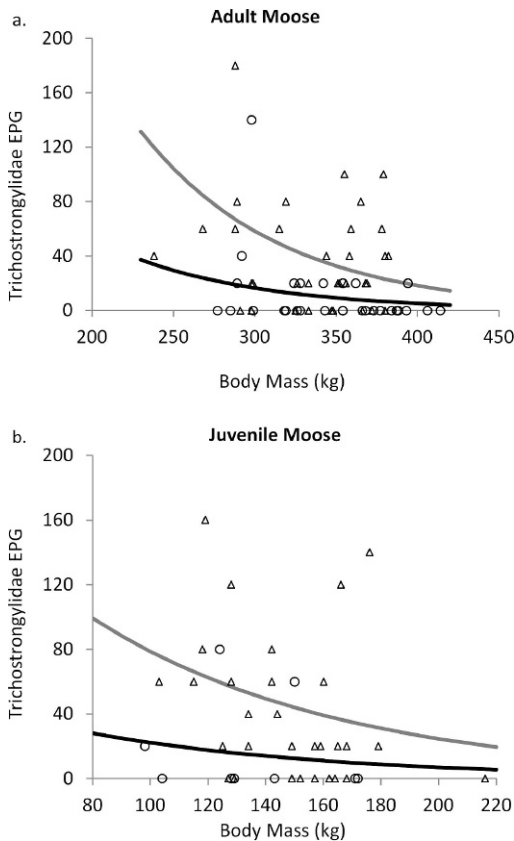 a.
Adult Moose
Trichostrongylidae EPG
200
160
120
80
40
0
200 250 300 350 400 450
Body Mass (kg)
b.
Juvenile Moose
Trichostrongylidae EPG
200
160
120
80
40
0
80 100 120 140 160 180 200 220
Body Mass (kg)